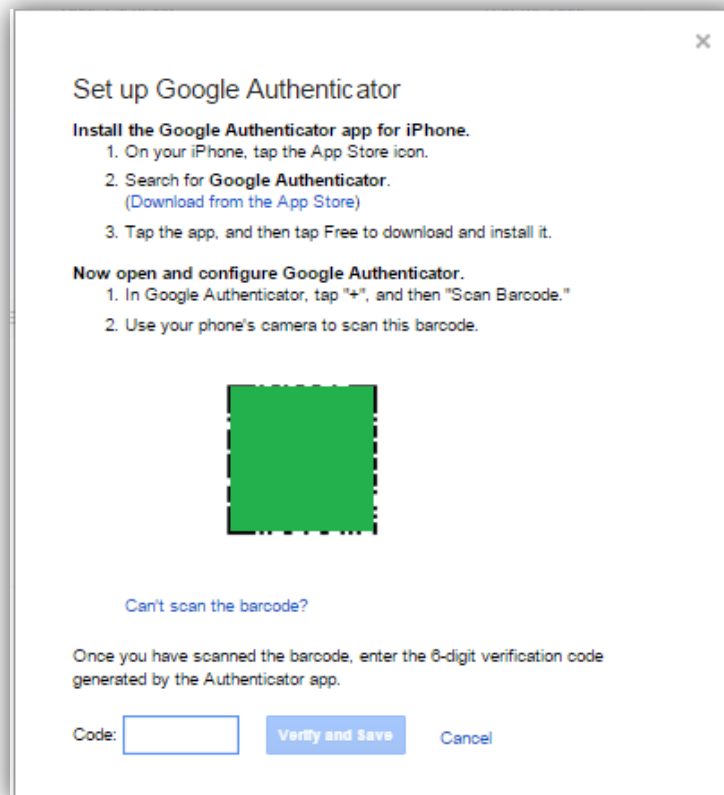 Set up Google Authenticator
Install the Google Authenticator app for iPhone.
1. On your iPhone, tap the App Store icon.
2. Search for Google Authenticator.
(Download from the App Store)
3. Tap the app, and then tap Free to download and install it.
Now open and configure Google Authenticator.
1. In Google Authenticator, tap "+", and then "Scan Barcode."
2. Use your phone's camera to scan this barcode.
Can't scan the barcode?
Once you have scanned the barcode, enter the 6-digit verification code
generated by the Authenticator app.
Code: Verify and Save Cancel